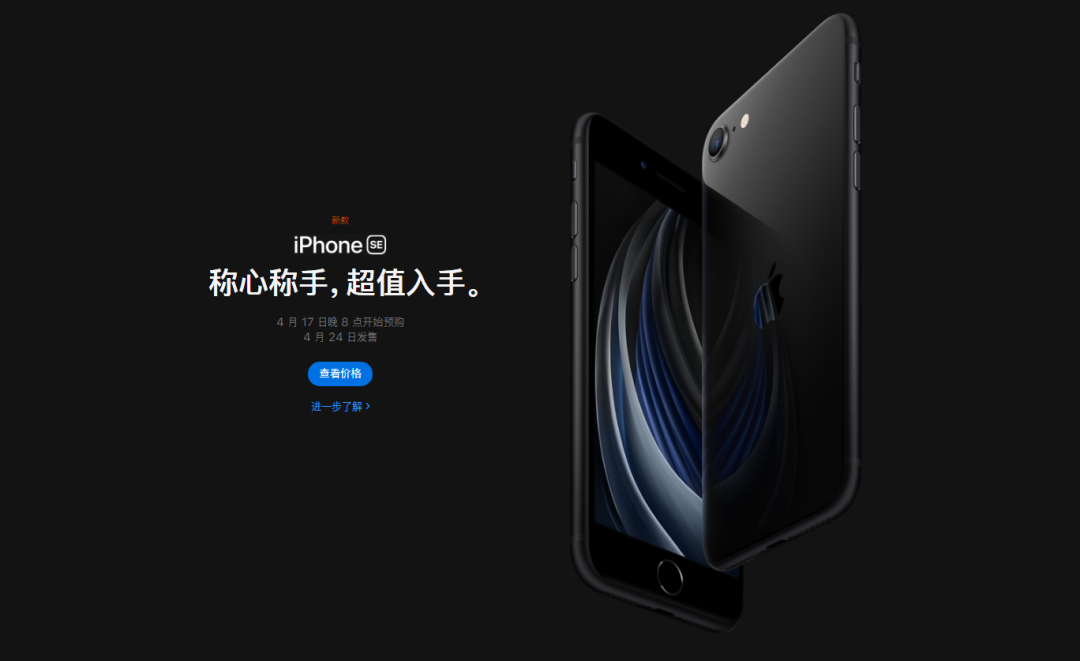 新款
iPhone SE
称心称手，超值入手。
4 月 17 日晚 8 点开始预购
4 月 24 日发售
查看价格
进一步了解 >